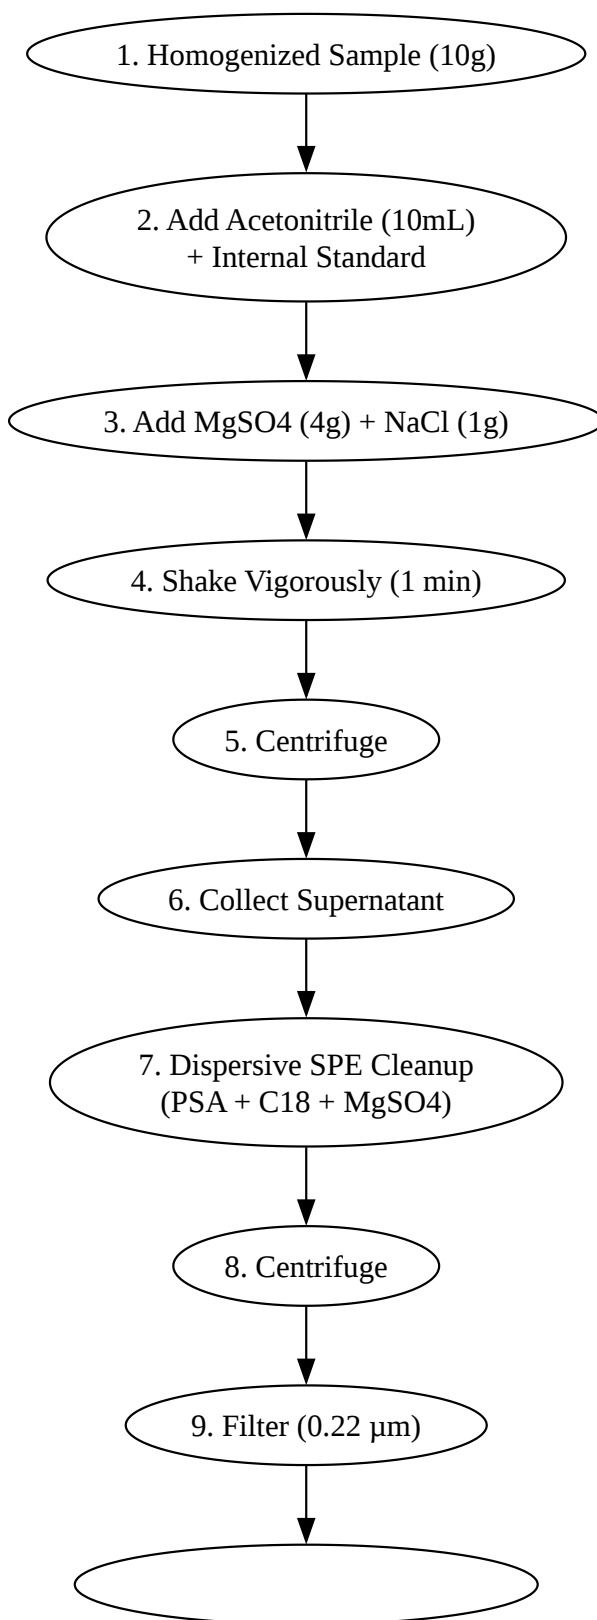 1. Homogenized Sample (10g)
2. Add Acetonitrile (10mL)
+ Internal Standard
3. Add MgSO4 (4g) + NaCl (1g)
4. Shake Vigorously (1 min)
5. Centrifuge
6. Collect Supernatant
7. Dispersive SPE Cleanup
(PSA + C18 + MgSO4)
8. Centrifuge
9. Filter (0.22 µm)